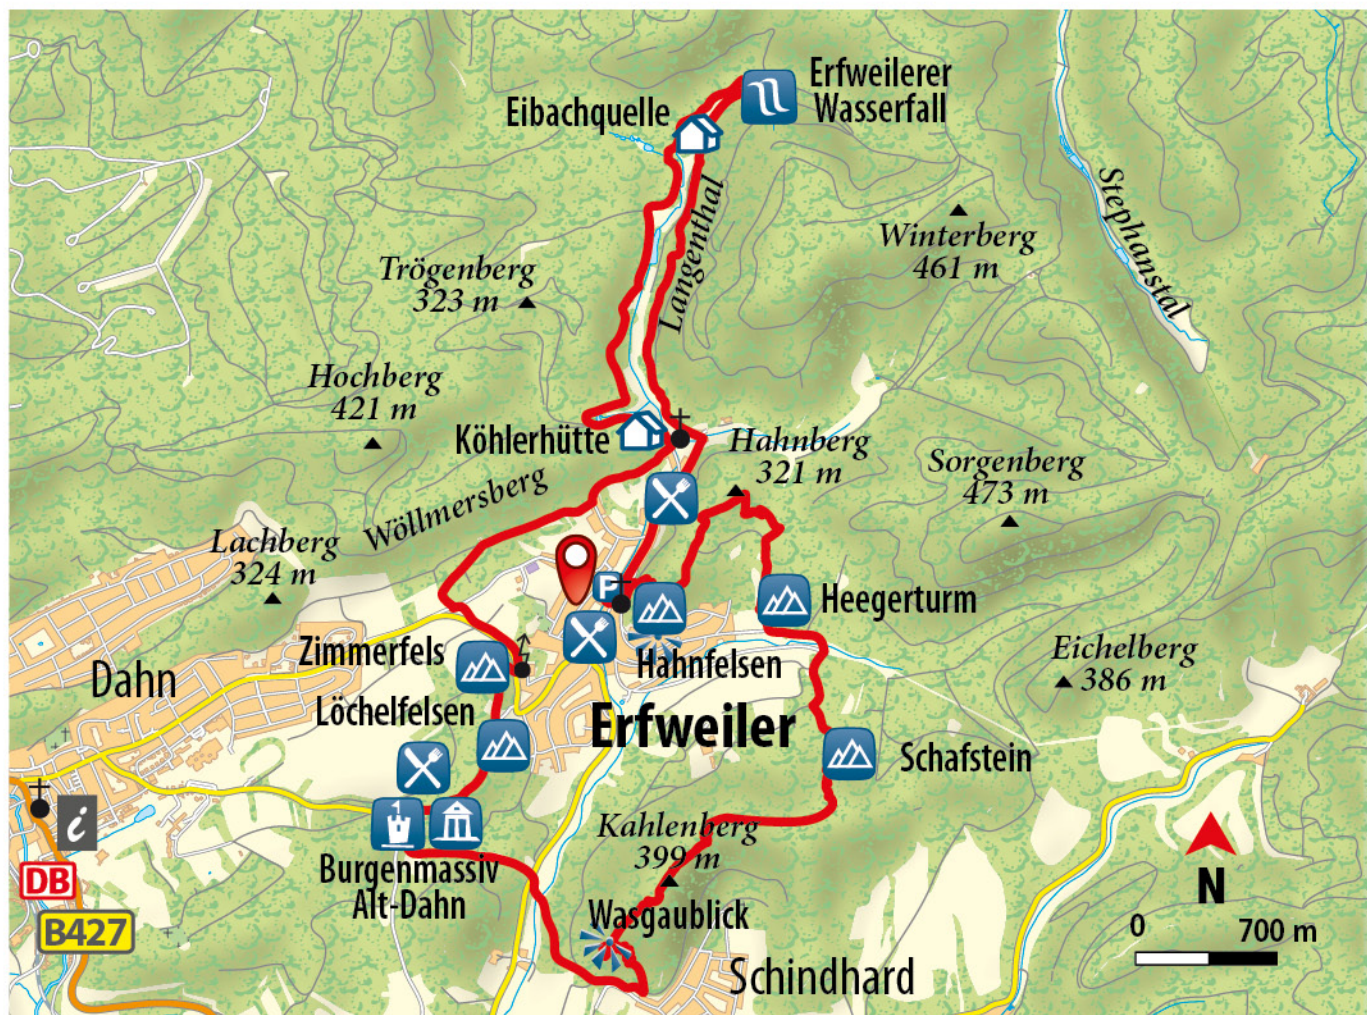 Erfweilerer
Wasserfall
Eibachquelle
Stephanstal
Langenthal
Winterberg
461 m
Trögenberg
323 m
Hochberg
421 m
Köhlerhütte
Hahnberg
321 m
Sorgenberg
473 m
Wöllmersberg
Lachberg
324 m
P
Heegerturm
Zimmerfels
Hahnfelsen
Eichelberg
386 m
Dahn
Löchelfelsen
Erfweiler
Schafstein
i
Kahlenberg
399 m
Burgenmassiv
Alt-Dahn
DB
N
Wasgaublick
B427
0 700 m
Schindhard